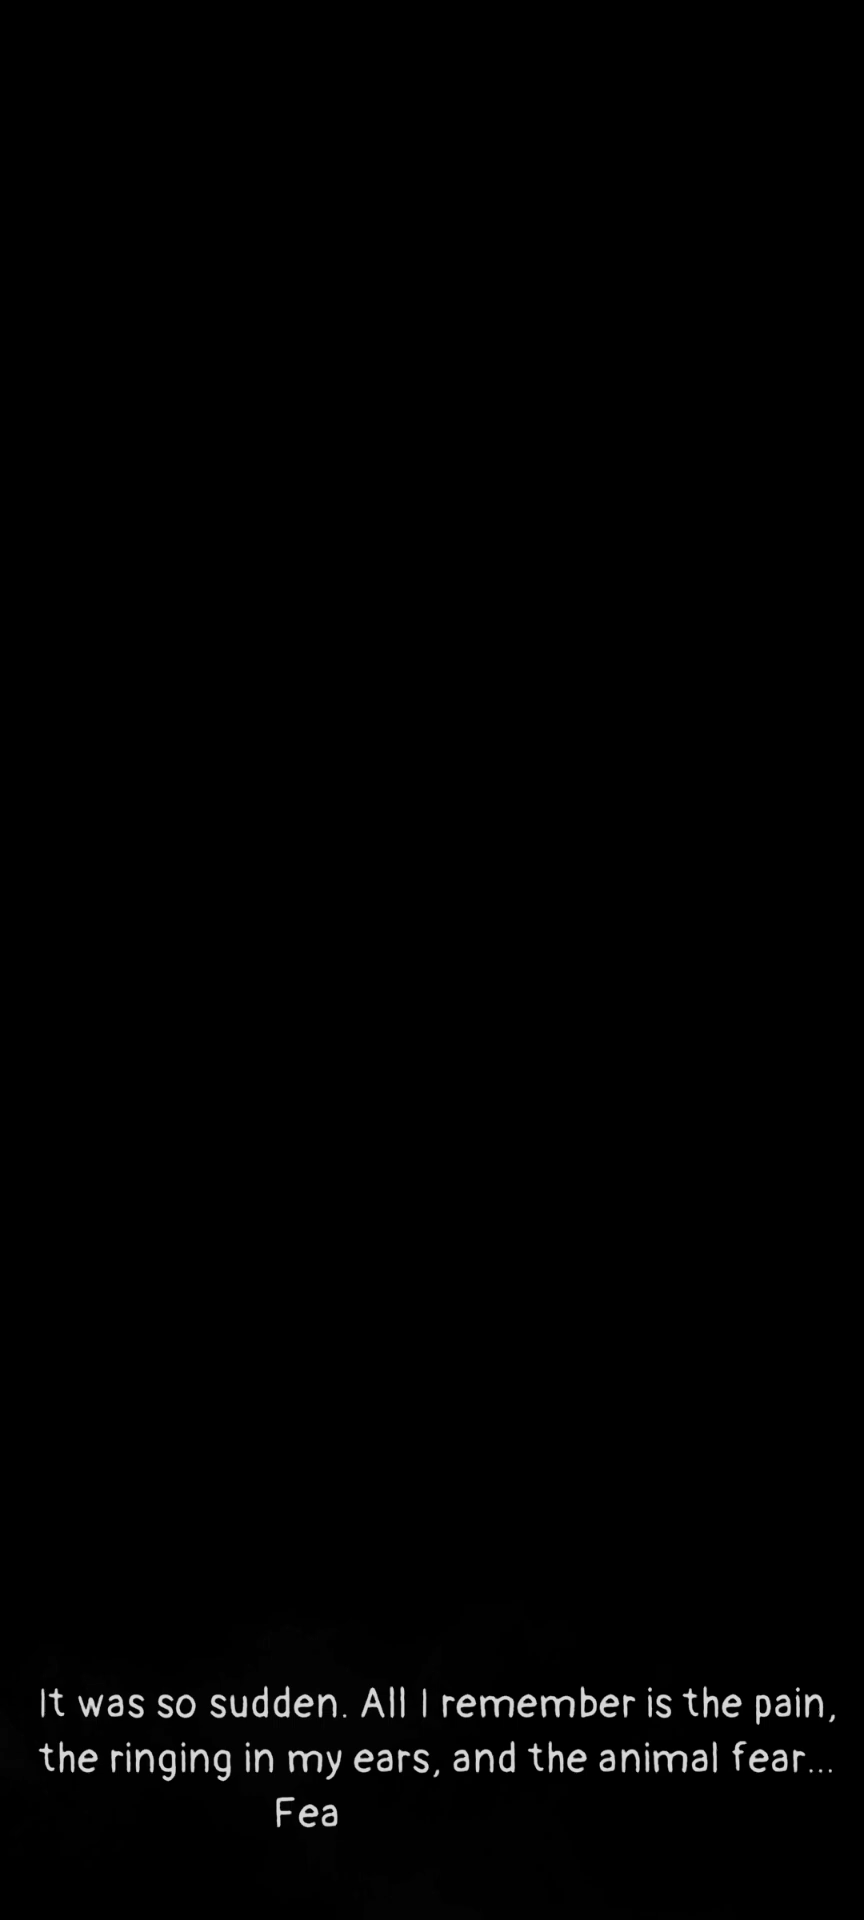 It was so sudden. All I remember is the pain,
the ringing in my ears, and the animal fear...
Fea